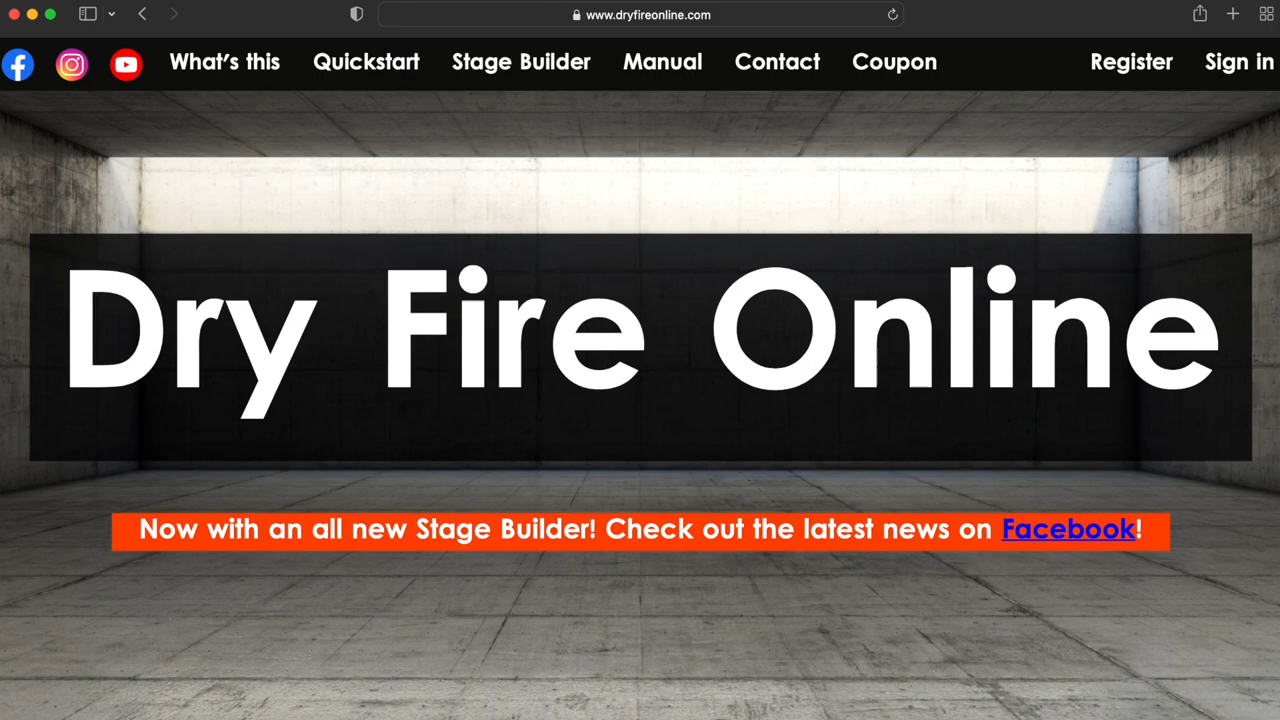 www.dryfireonline.com
What's this Quickstart Stage Builder Manual Contact Coupon Register Sign in
Dry Fire Online
Now with an all new Stage Builder! Check out the latest news on Facebook!